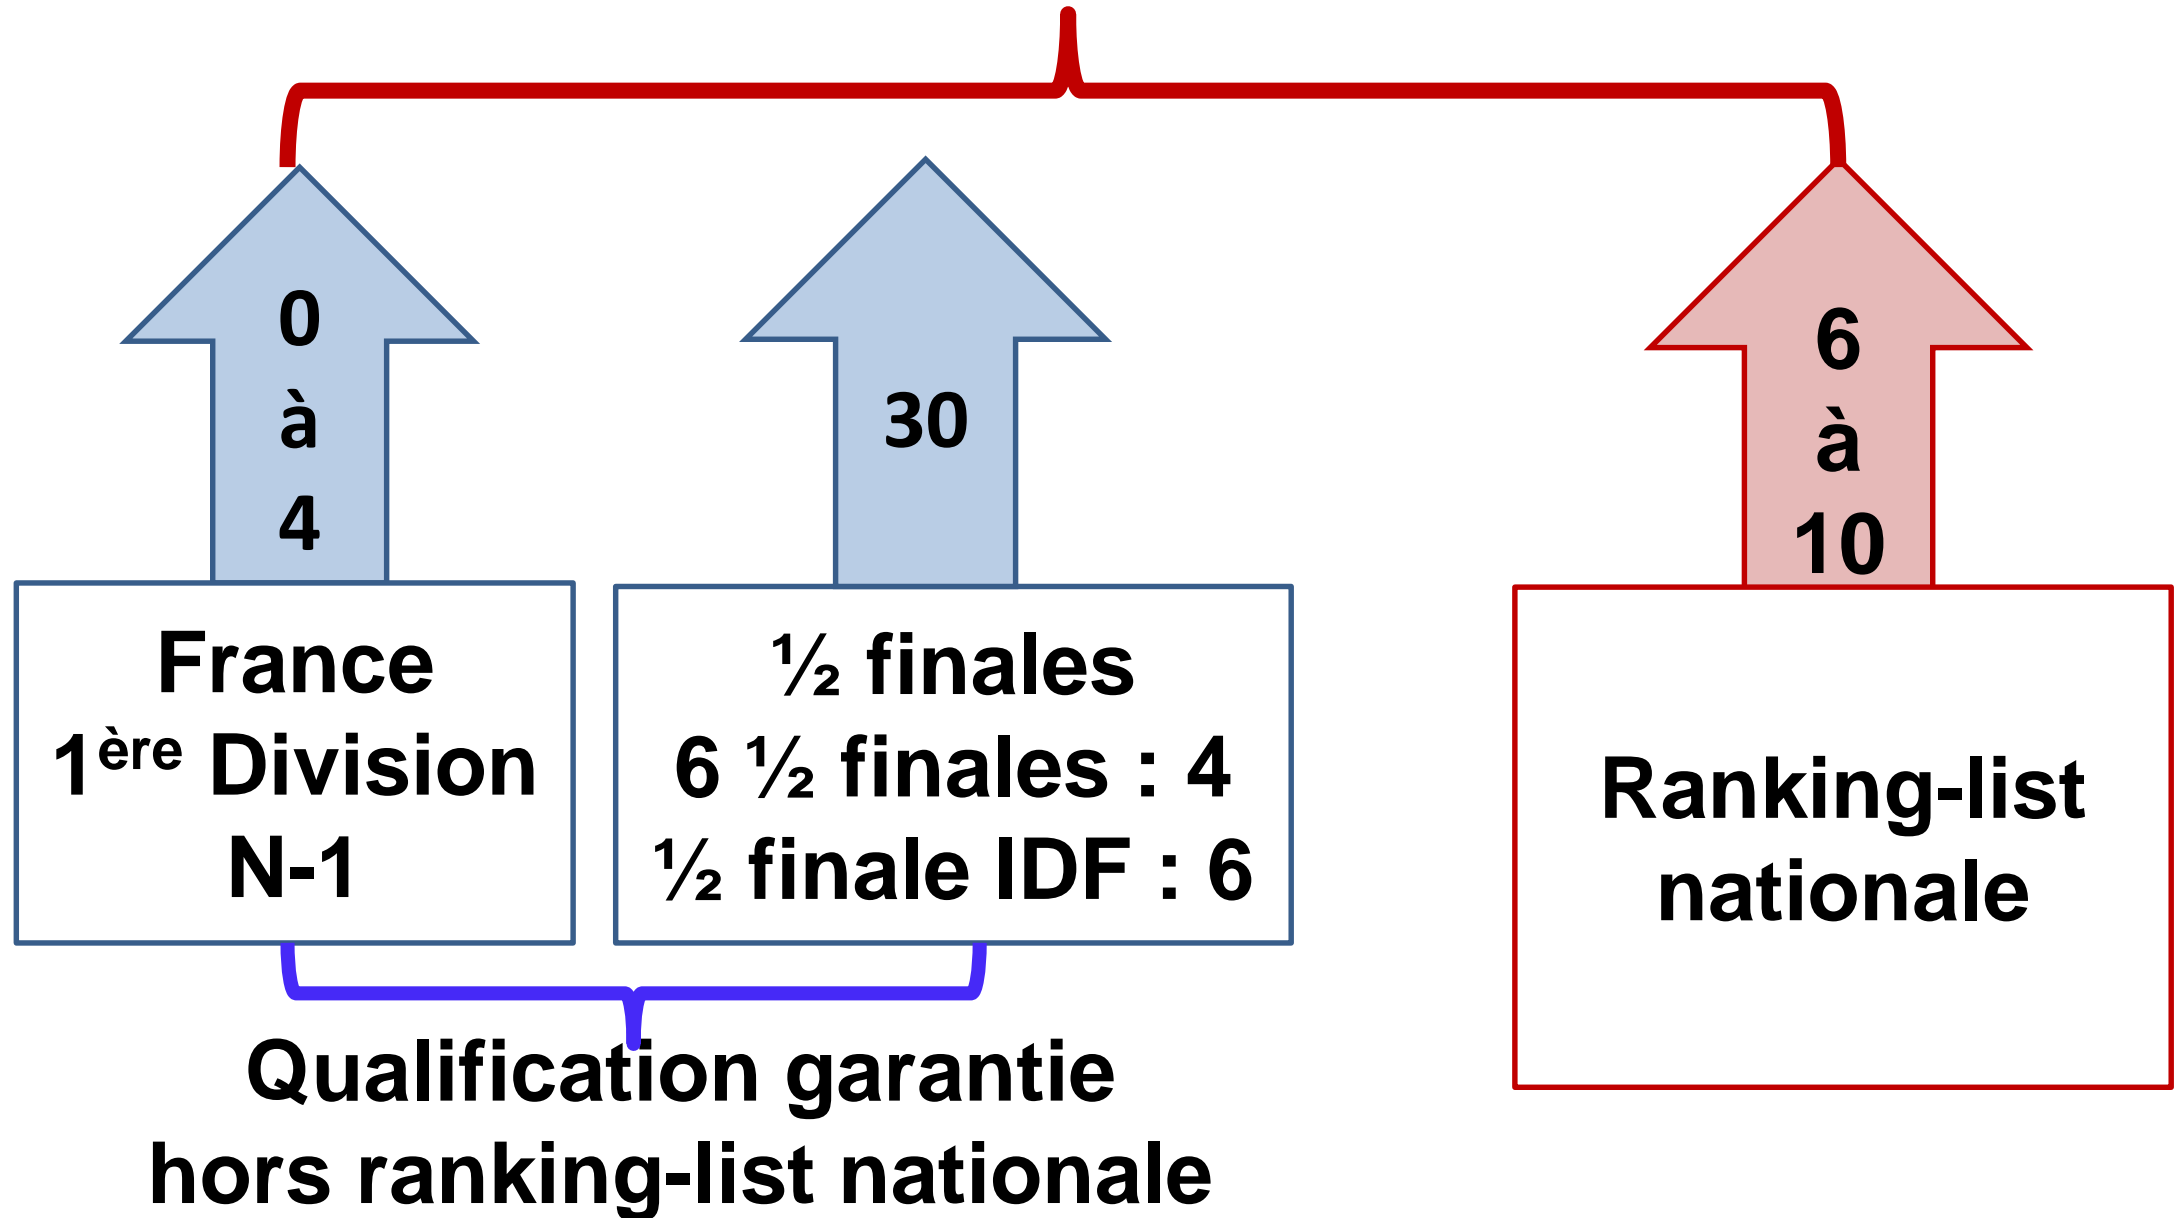 0
à
4
30
6
à
10
France
1ère Division
N-1
½ finales
6 ½ finales : 4
½ finale IDF : 6
Ranking-list
nationale
Qualification garantie
hors ranking-list nationale